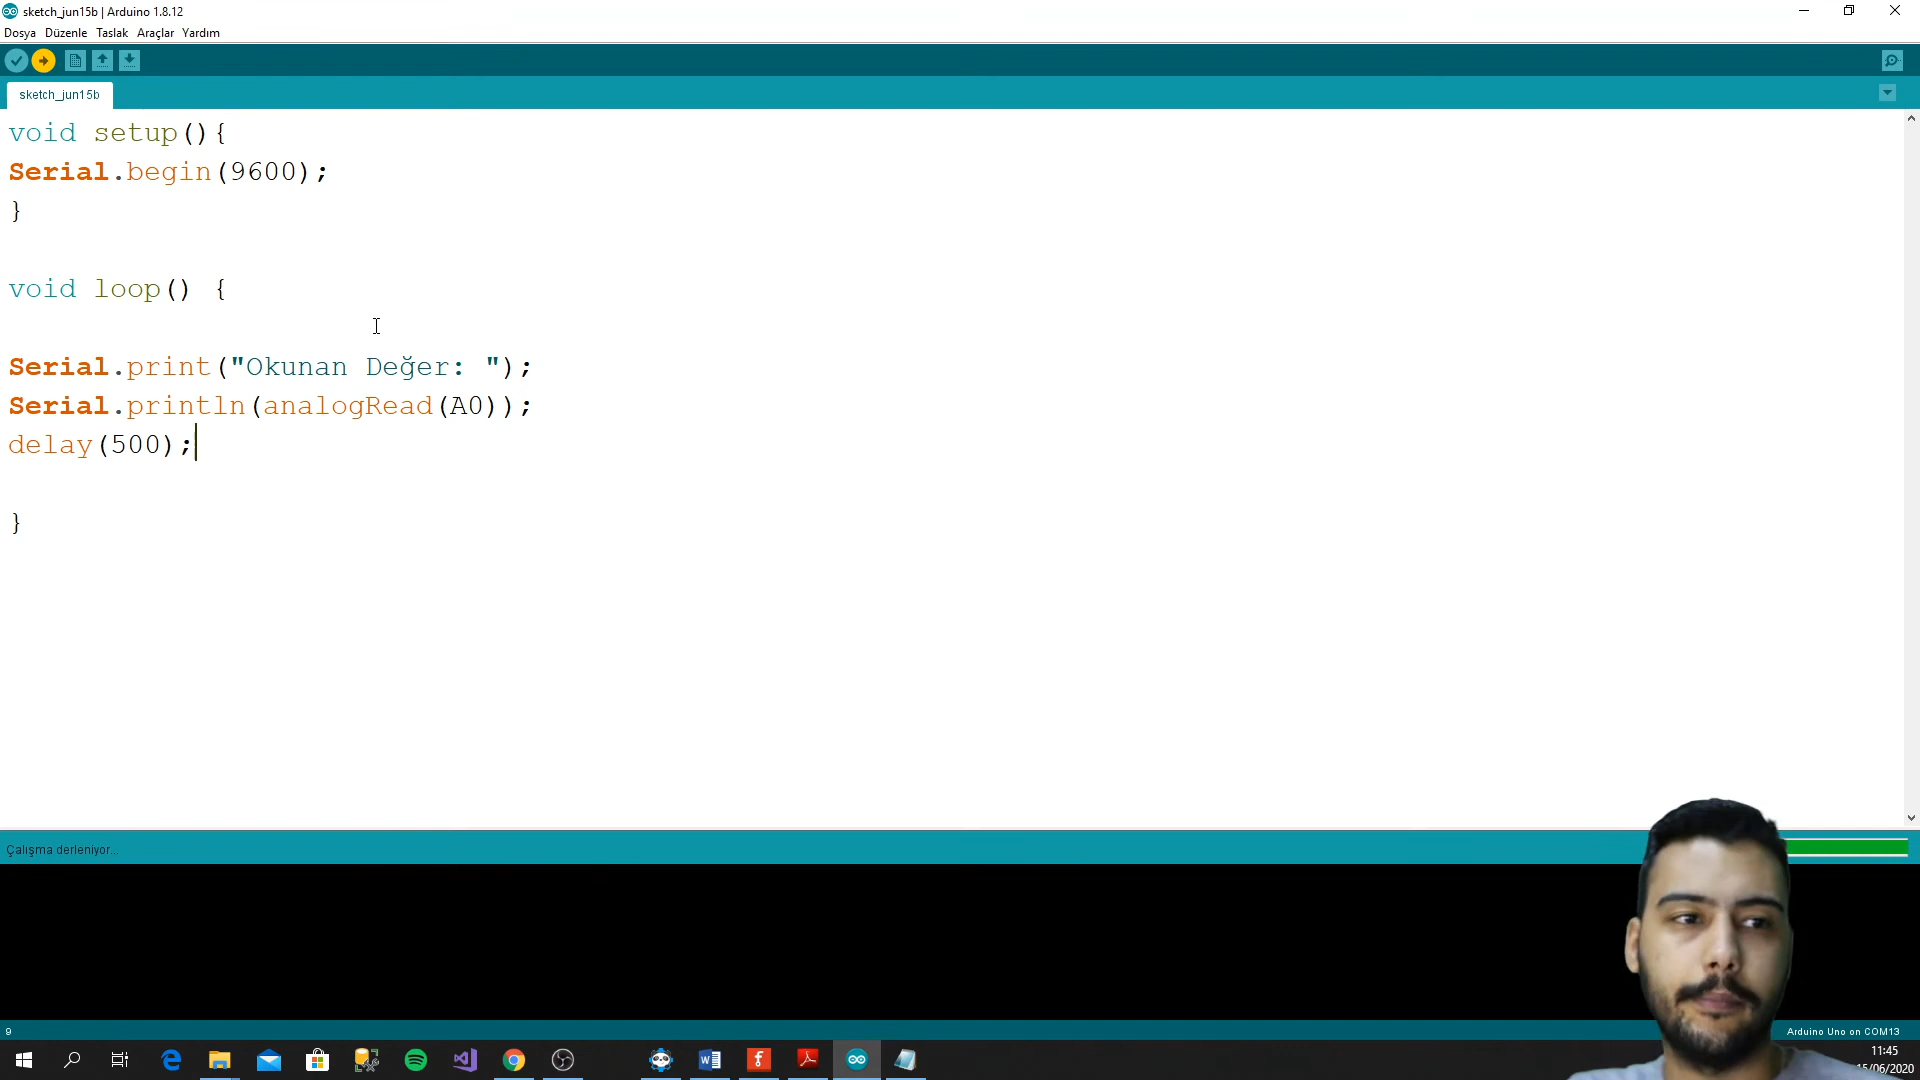 sketch_jun15b | Arduino 1.8.12
Dosya Düzenle Taslak Araçlar Yardım
sketch_jun15b
void setup(){
Serial.begin(9600);
}
void loop() {
Serial.print("Okunan Değer: ");
Serial.println(analogRead(A0));
delay(500);
}
Çalışma derleniyor...
9
Arduino Uno on COM13
11:45
15/06/2020